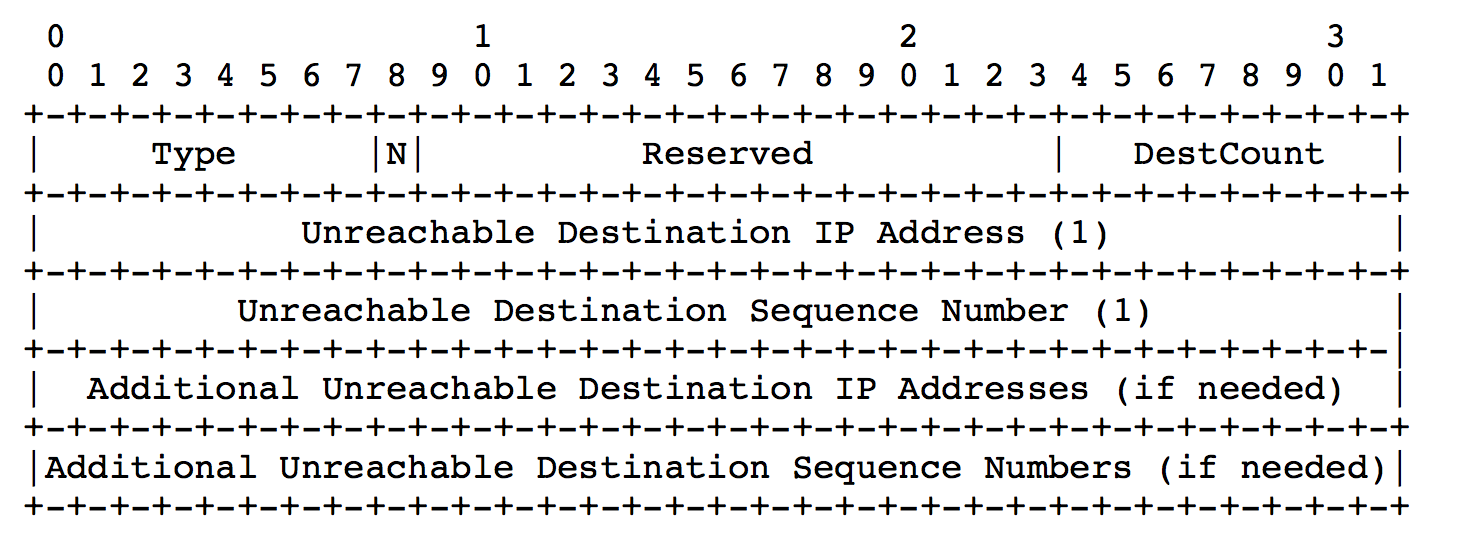 0                   1                   2                   3
 0 1 2 3 4 5 6 7 8 9 0 1 2 3 4 5 6 7 8 9 0 1 2 3 4 5 6 7 8 9 0 1
+-+-+-+-+-+-+-+-+-+-+-+-+-+-+-+-+-+-+-+-+-+-+-+-+-+-+-+-+-+-+-+-+
|     Type      |N|          Reserved           |   DestCount   |
+-+-+-+-+-+-+-+-+-+-+-+-+-+-+-+-+-+-+-+-+-+-+-+-+-+-+-+-+-+-+-+-+
|            Unreachable Destination IP Address (1)             |
+-+-+-+-+-+-+-+-+-+-+-+-+-+-+-+-+-+-+-+-+-+-+-+-+-+-+-+-+-+-+-+-+
|         Unreachable Destination Sequence Number (1)           |
+-+-+-+-+-+-+-+-+-+-+-+-+-+-+-+-+-+-+-+-+-+-+-+-+-+-+-+-+-+-+-+-|
|  Additional Unreachable Destination IP Addresses (if needed)  |
+-+-+-+-+-+-+-+-+-+-+-+-+-+-+-+-+-+-+-+-+-+-+-+-+-+-+-+-+-+-+-+-+
|Additional Unreachable Destination Sequence Numbers (if needed)|
+-+-+-+-+-+-+-+-+-+-+-+-+-+-+-+-+-+-+-+-+-+-+-+-+-+-+-+-+-+-+-+-+